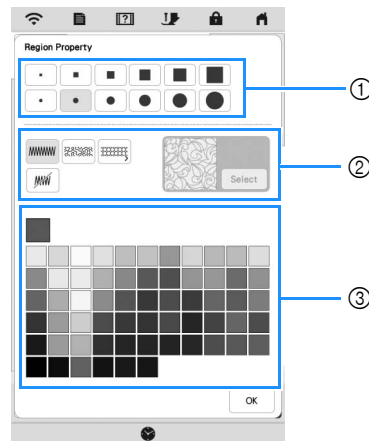 ?
Region Property
①
②
Select
③
OK